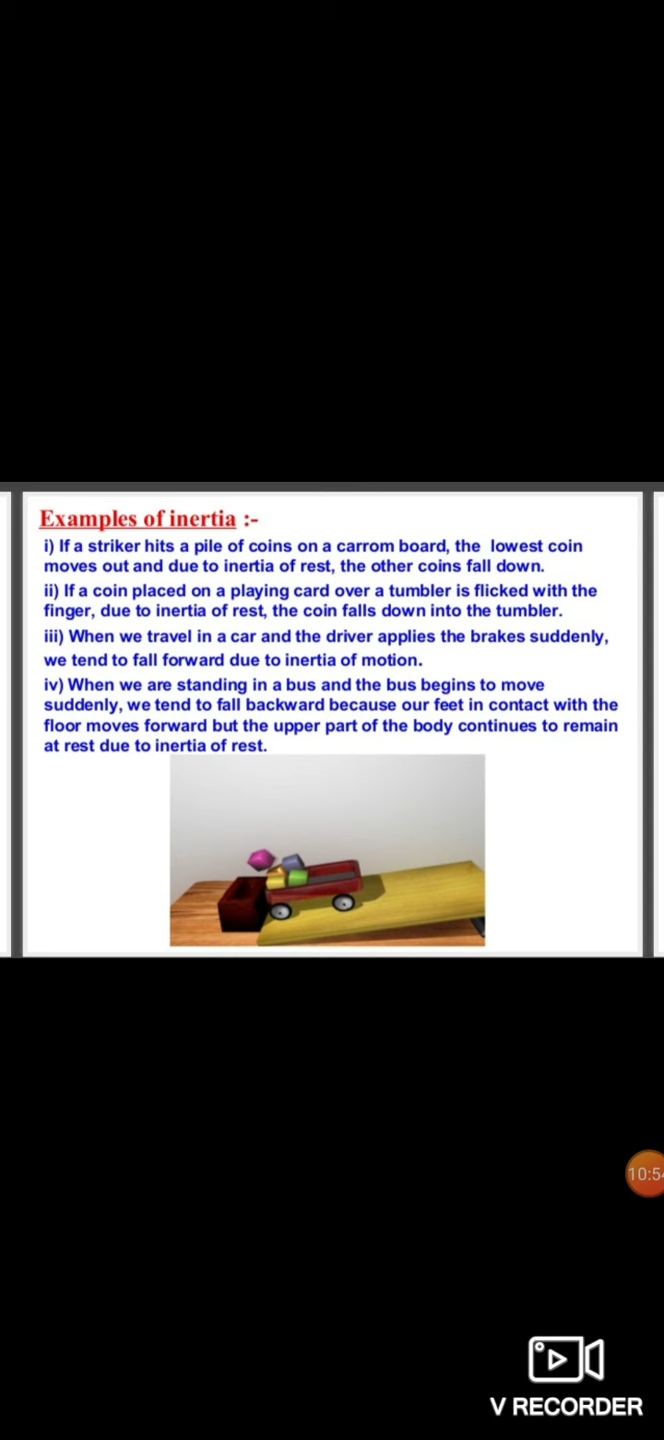 Examples of inertia :-
i) If a striker hits a pile of coins on a carrom board, the lowest coin
moves out and due to inertia of rest, the other coins fall down.
ii) If a coin placed on a playing card over a tumbler is flicked with the
finger, due to inertia of rest, the coin falls down into the tumbler.
iii) When we travel in a car and the driver applies the brakes suddenly,
we tend to fall forward due to inertia of motion.
iv) When we are standing in a bus and the bus begins to move
suddenly, we tend to fall backward because our feet in contact with the
floor moves forward but the upper part of the body continues to remain
at rest due to inertia of rest.
V RECORDER